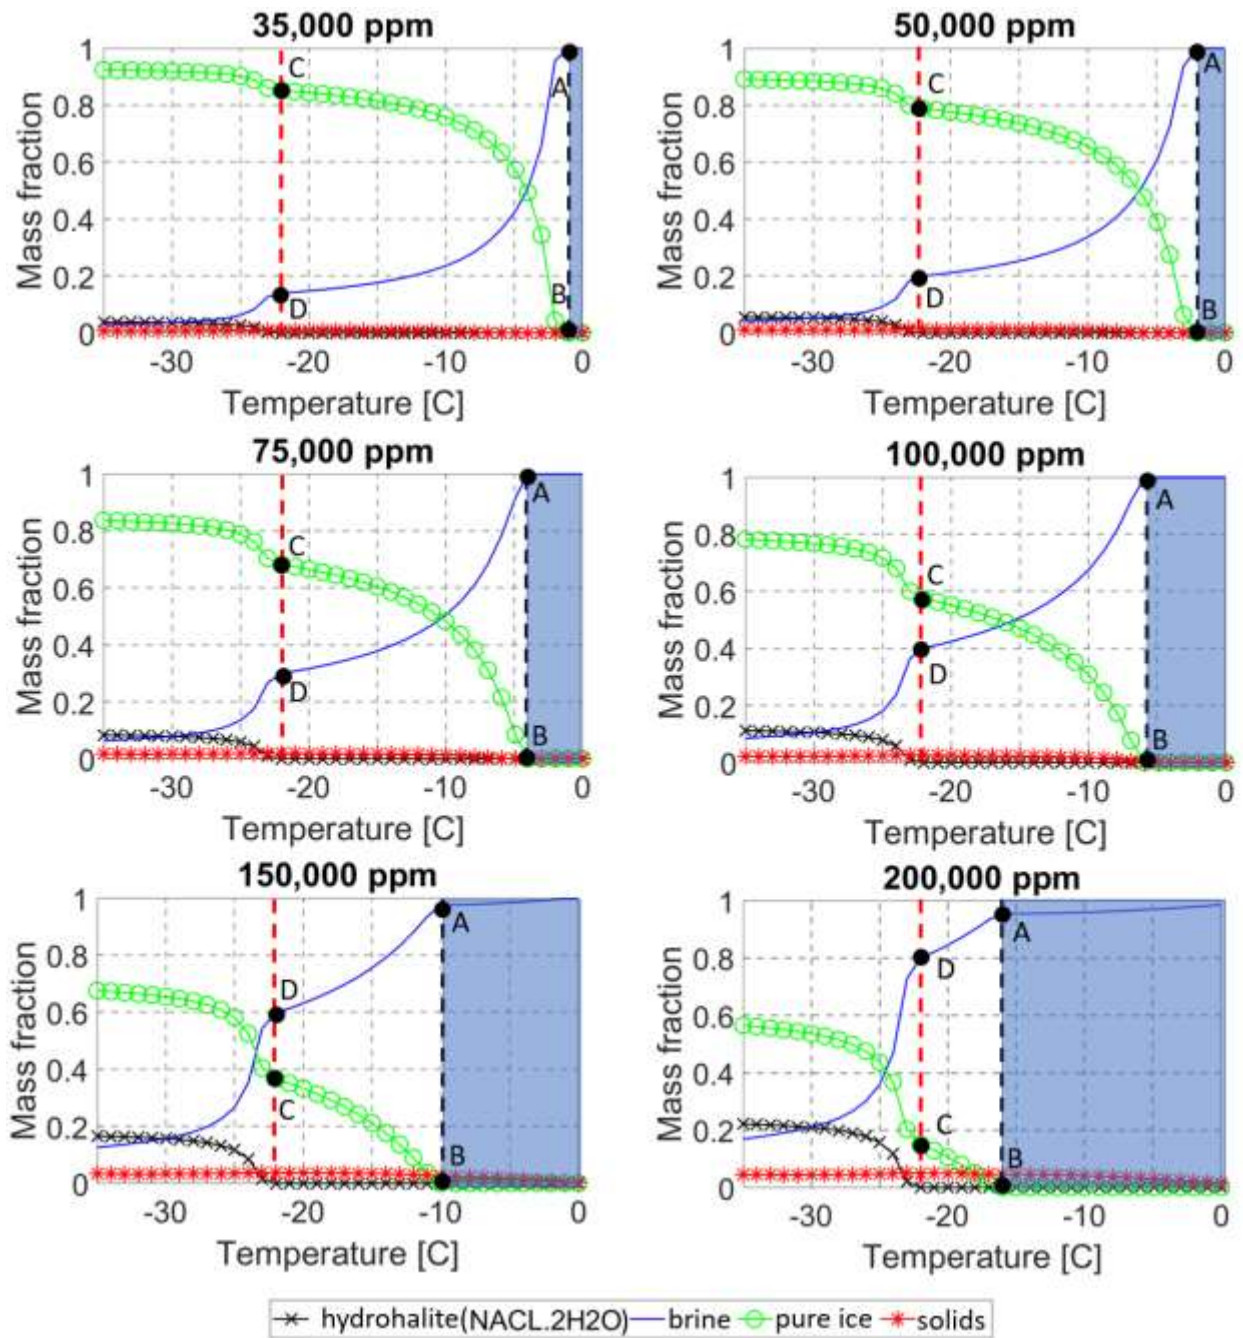 35,000 ppm
1
0.8
0.6
0.4
0.2
0
Mass fraction
C
A
B
D
-30
-20
-10
0
Temperature [C]
50,000 ppm
1
0.8
0.6
0.4
0.2
0
Mass fraction
A
C
D
B
-30
-20
-10
0
Temperature [C]
75,000 ppm
1
0.8
0.6
0.4
0.2
0
Mass fraction
A
C
D
B
-30
-20
-10
0
Temperature [C]
100,000 ppm
1
0.8
0.6
0.4
0.2
0
Mass fraction
A
C
D
B
-30
-20
-10
0
Temperature [C]
150,000 ppm
1
0.8
0.6
0.4
0.2
0
Mass fraction
A
D
C
B
-30
-20
-10
0
Temperature [C]
200,000 ppm
1
0.8
0.6
0.4
0.2
0
Mass fraction
A
D
C
B
-30
-20
-10
0
Temperature [C]
hydrohalite(NACL.2H2O) brine pure ice solids